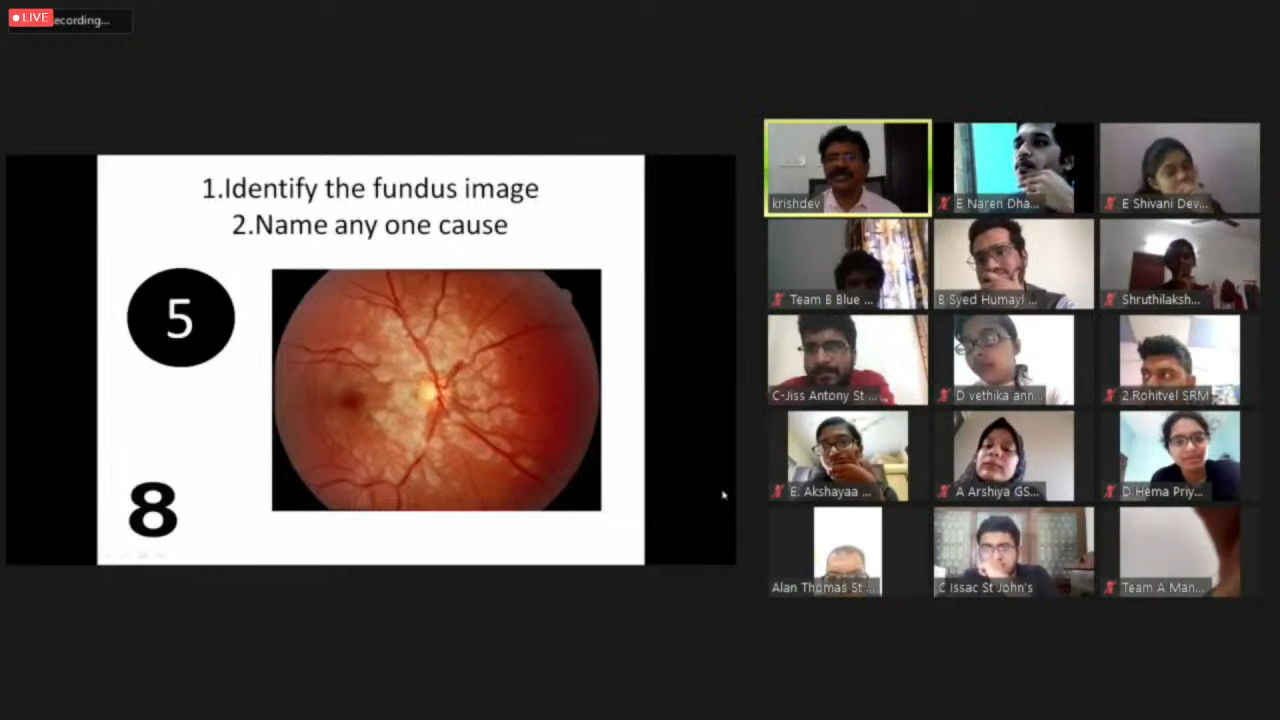 LIVE
ecording...
1.Identify the fundus image
2.Name any one cause
5
8
krishdev
E Naren Dha...
E Shivani Dev...
Team B Blue ...
B Syed Humayl ...
Shruthilaksh...
C-Jiss Antony St ...
D vethika ann...
2.Rohitvel SRM
E. Akshayaa ...
A Arshiya GS...
D Hema Priy...
Alan Thomas St ...
C Issac St John's
Team A Man...